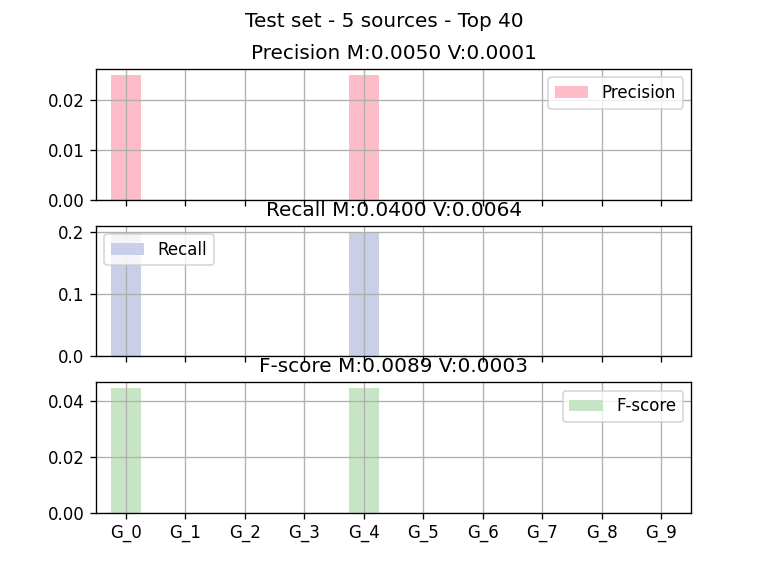 Test set - 5 sources - Top 40
Precision M:0.0050 V:0.0001
0.02
0.01
0.00
Precision
Recall M:0.0400 V:0.0064
0.2
0.1
0.0
Recall
F-score M:0.0089 V:0.0003
0.04
0.02
0.00
F-score
G_0 G_1 G_2 G_3 G_4 G_5 G_6 G_7 G_8 G_9